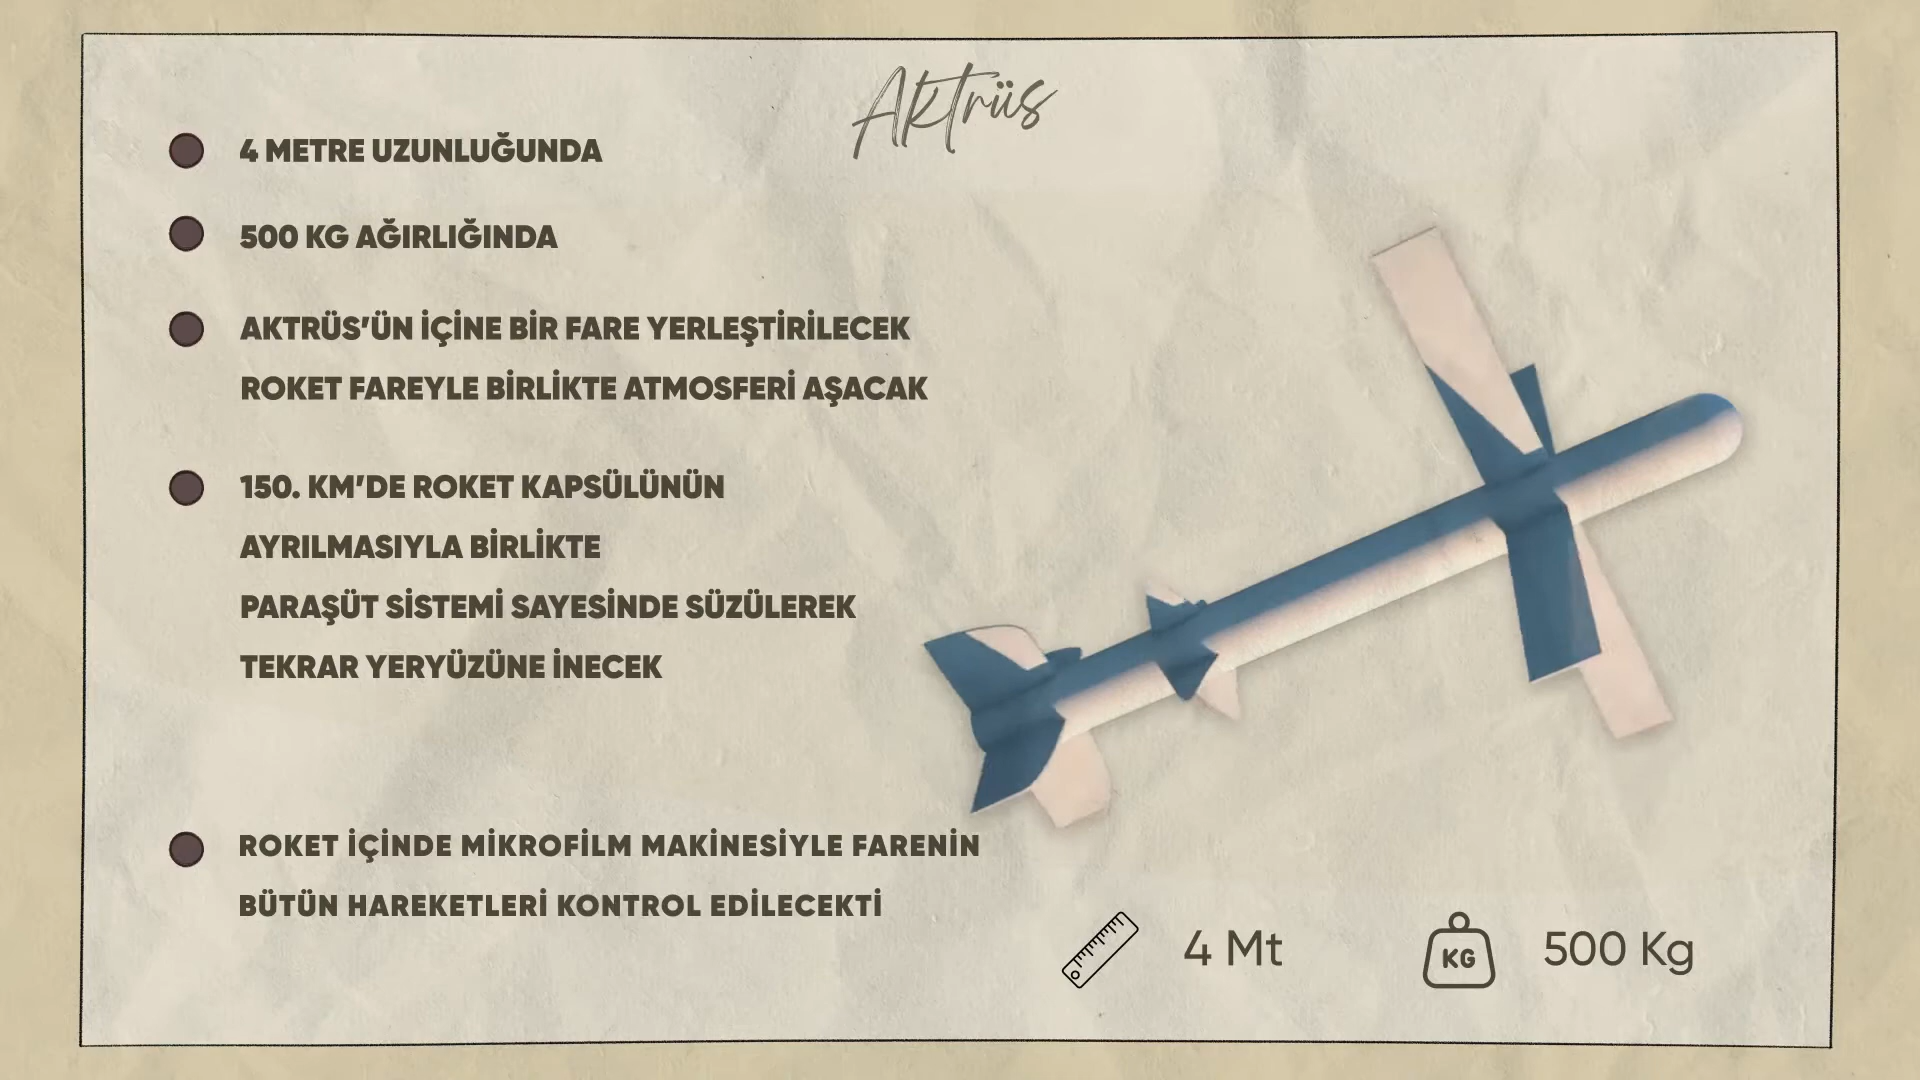 Aktrüs
4 METRE UZUNLUĞUNDA
500 KG AĞIRLIĞINDA
AKTRÜS'ÜN İÇİNE BİR FARE YERLEŞTİRİLECEK
ROKET FAREYLE BİRLİKTE ATMOSFERİ AŞACAK
150. KM'DE ROKET KAPSÜLÜNÜN
AYRILMASIYLA BİRLİKTE
PARAŞÜT SİSTEMİ SAYESİNDE SÜZÜLEREK
TEKRAR YERYÜZÜNE İNECEK
ROKET İÇİNDE MİKROFİLM MAKİNESİYLE FARENİN
BÜTÜN HAREKETLERİ KONTROL EDİLECEKTİ
4 Mt
KG
500 Kg